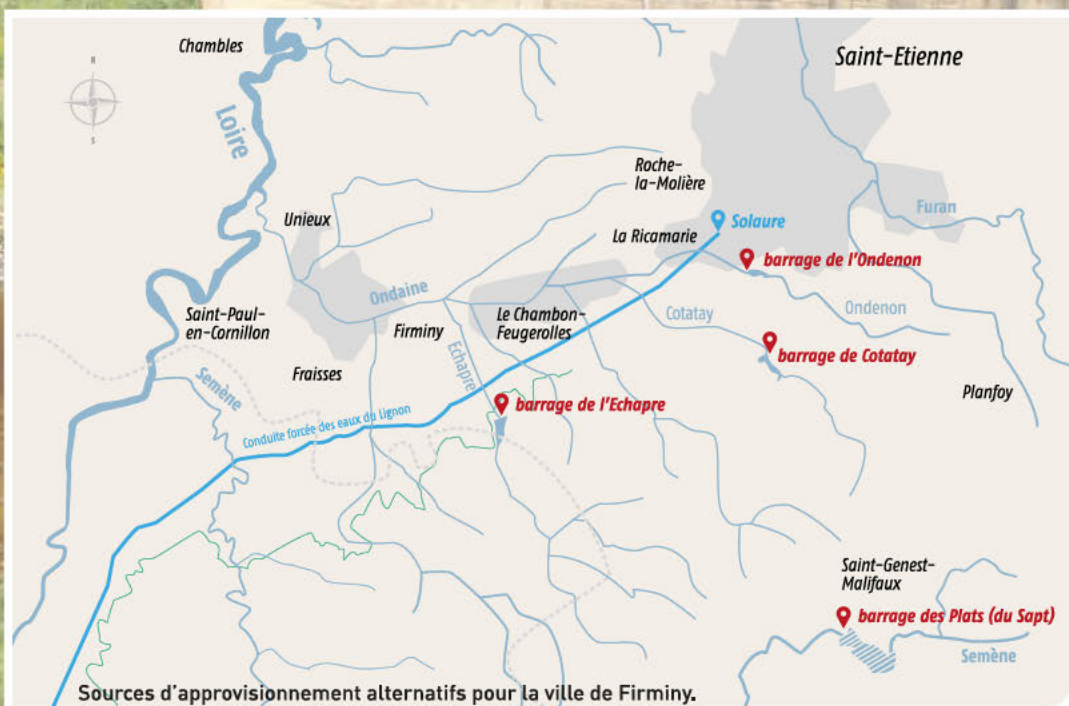 Chambles
Saint-Etienne
N
S
Loire
Roche-
la-Molière
Unieux
Solaure
Furan
La Ricamarie
barrage de l'Ondenon
Ondaine
Saint-Paul-
en-Cornillon
Firminy
Le Chambon-
Feugerolles
Cotatay
Ondenon
barrage de Cotatay
Echapre
Fraisses
Semène
Planfoy
barrage de l'Echapre
Conduite forcée des eaux du Lignon
Saint-Genest-
Malifaux
barrage des Plats (du Sapt)
Semène
Sources d'approvisionnement alternatifs pour la ville de Firminy.